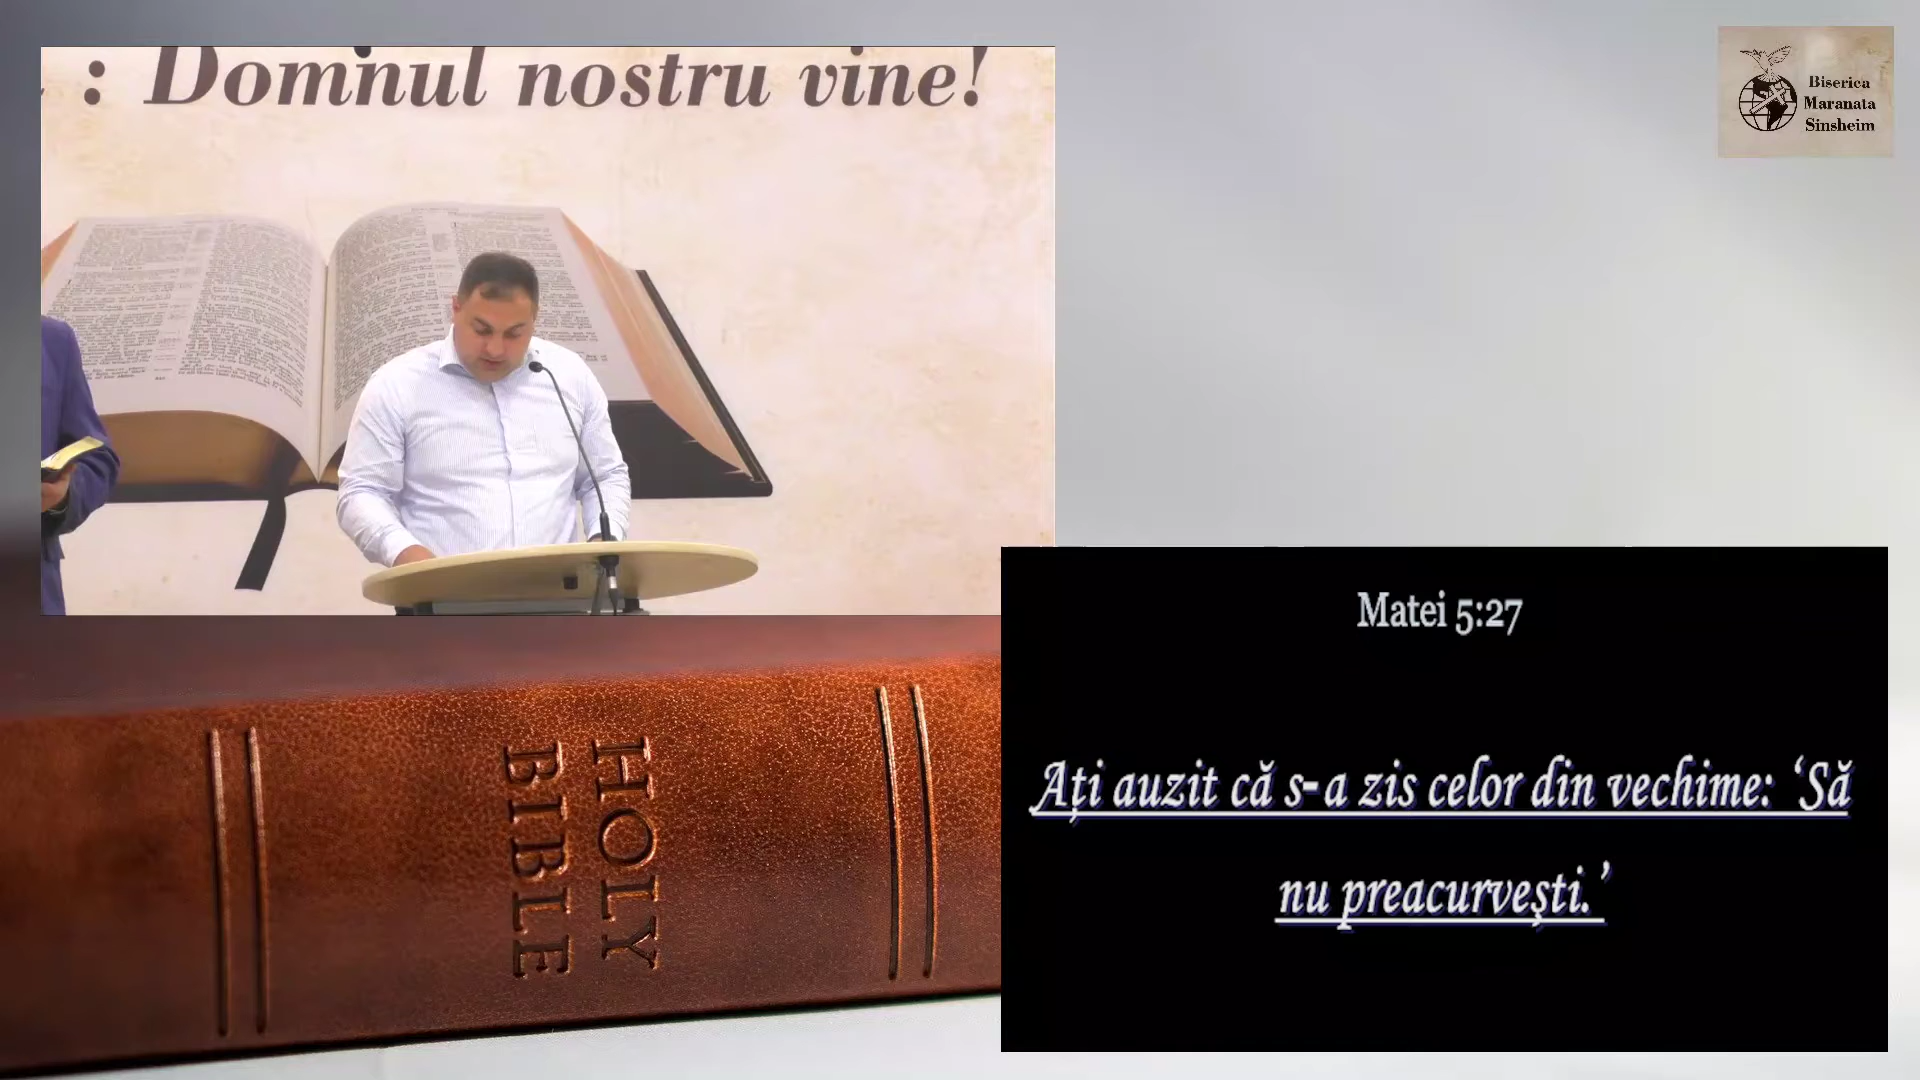 : Domnul nostru vine!
Biserica
Maranata
Sinsheim
Matei 5:27
Ați auzit că s-a zis celor din vechime: ‘Să
nu preacurvești.’
HOLY
BIBLE